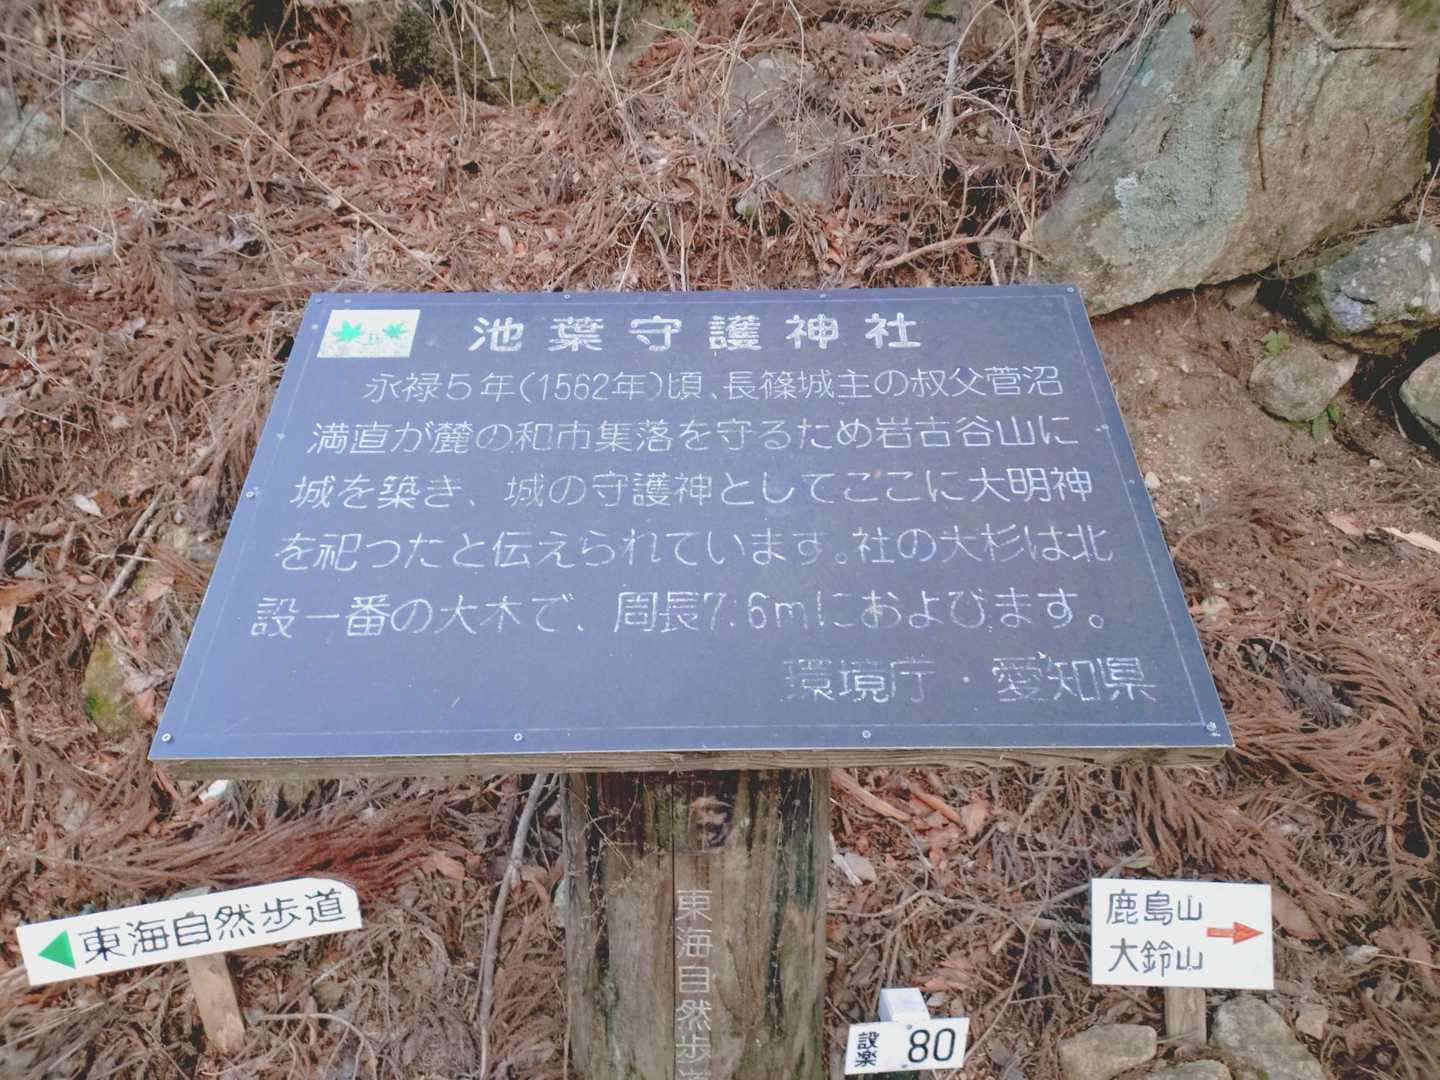 池葉守護神社
永禄5年(1562年)頃、長篠城主の叔父菅沼
満直が麓の和市集落を守るため岩古谷山に
城を築き、城の守護神としてここに大明神
を祀ったと伝えられています。社の大杉は北
設一番の大木で、周長7.6mにおよびます。
環境庁・愛知県
東海自然歩道
東海自然歩道
鹿島山
大鈴山
設楽 80